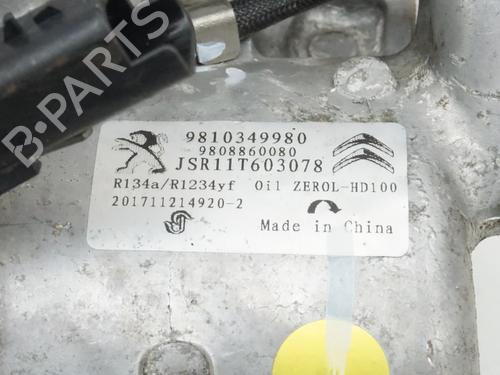 B-PARTS
9810349980
9808860080
JSR11T603078
R134a/R1234yf Oil ZEROL-HD100
201711214920-2
Made in China